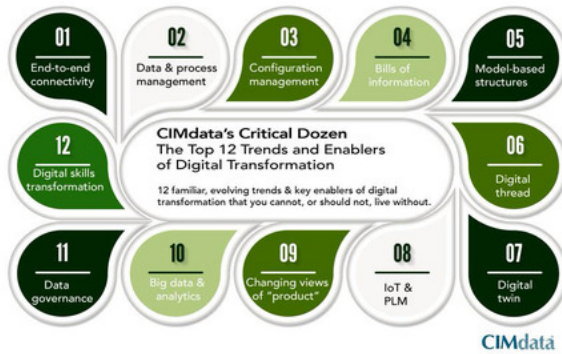 01
End-to-end
connectivity
02
Data & process
management
03
Configuration
management
04
Bills of
information
05
Model-based
structures
CIMdata's Critical Dozen
The Top 12 Trends and Enablers
of Digital Transformation
12 familiar, evolving trends & key enablers of digital
transformation that you cannot, or should not, live without.
12
Digital skills
transformation
06
Digital
thread
11
Data
governance
10
Big data &
analytics
09
Changing views
of "product"
08
IoT &
PLM
07
Digital
twin
CIMdata